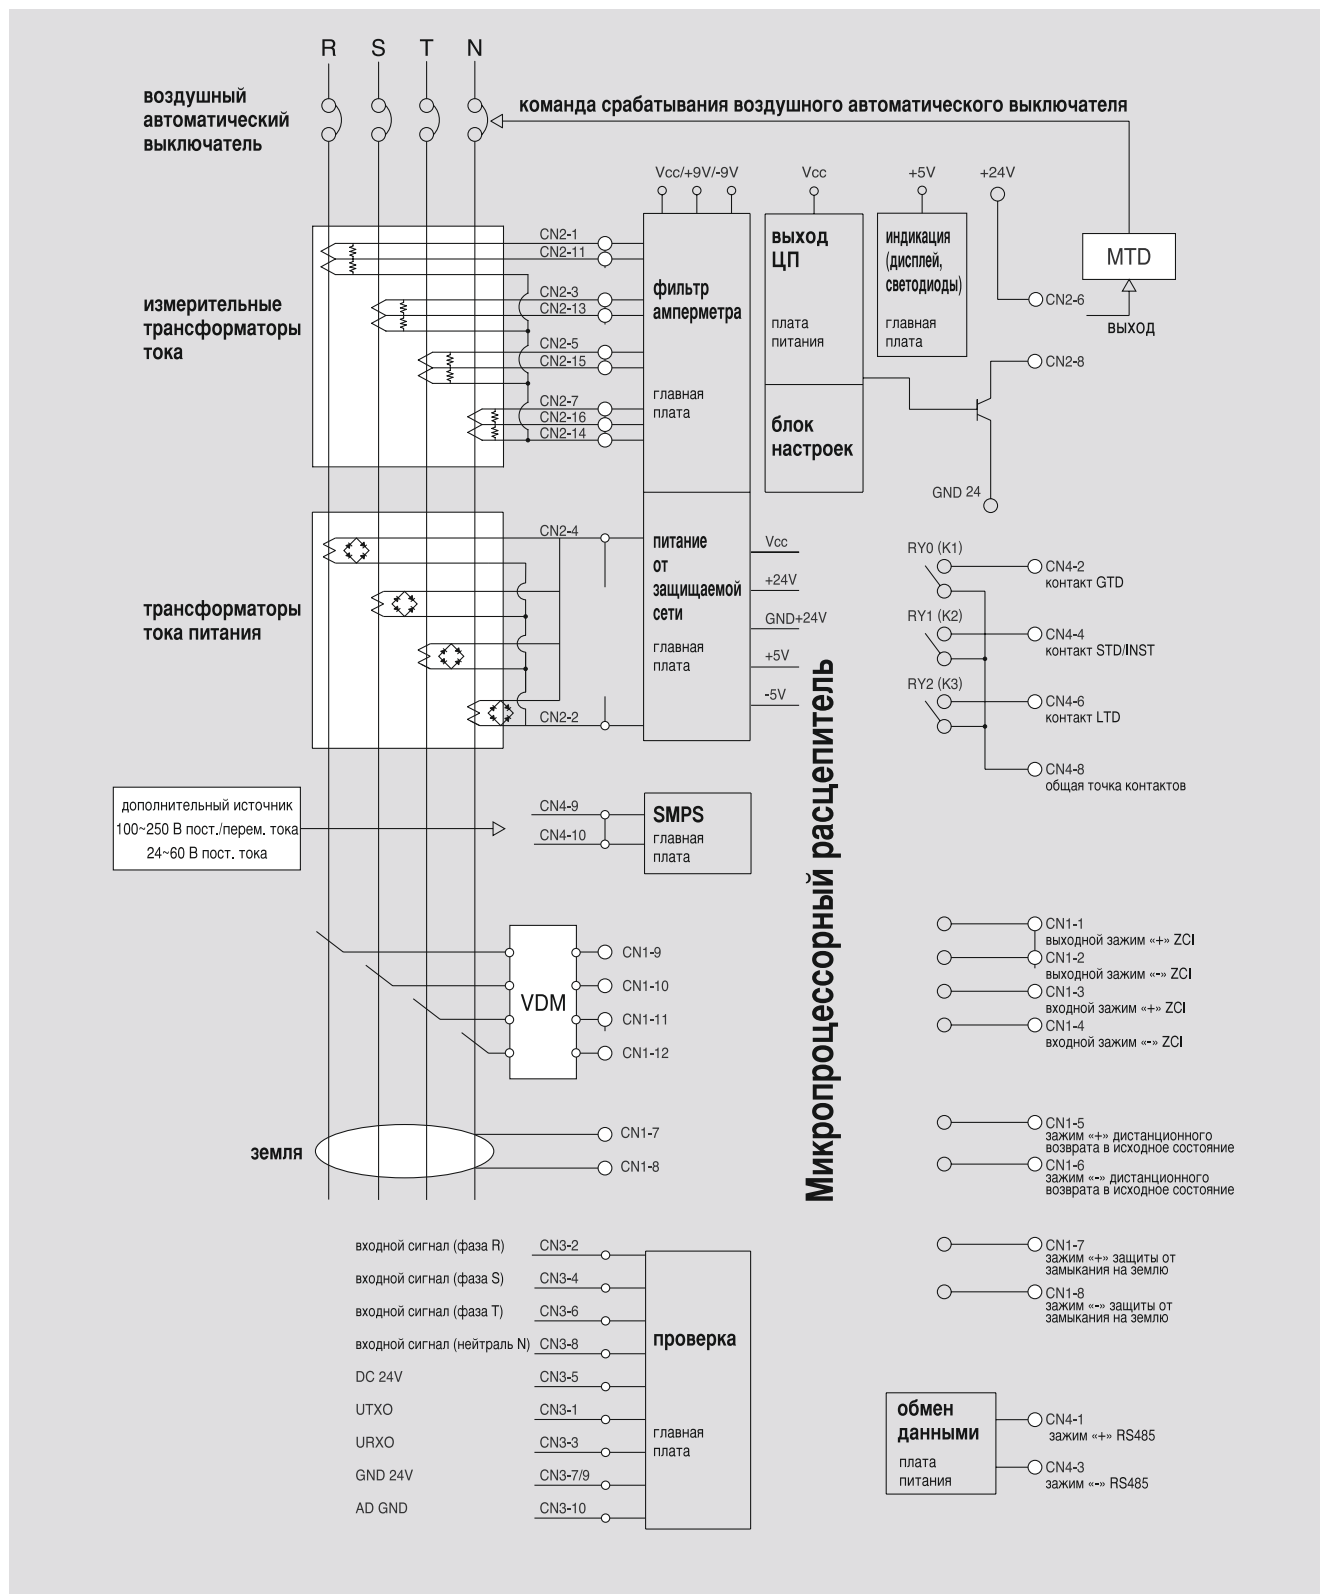 R S T N
воздушный
автоматический
выключатель
команда срабатывания воздушного автоматического выключателя
Vcc/+9V/-9V
Vcc
+5V
+24V
CN2-1
CN2-11
CN2-3
CN2-13
CN2-5
CN2-15
CN2-7
CN2-16
CN2-14
измерительные
трансформаторы
тока
фильтр
амперметра
главная
плата
выход
ЦП
плата
питания
блок
настроек
индикация
(дисплей,
светодиоды)
главная
плата
MTD
выход
CN2-6
CN2-8
GND 24
трансформаторы
тока питания
CN2-4
CN2-2
питание
от
защищаемой
сети
главная
плата
Vcc
+24V
GND+24V
+5V
-5V
RY0 (K1)
CN4-2
контакт GTD
RY1 (K2)
CN4-4
контакт STD/INST
RY2 (K3)
CN4-6
контакт LTD
CN4-8
общая точка контактов
Микропроцессорный расцепитель
дополнительный источник
100~250 В пост./перем. тока
24~60 В пост. тока
CN4-9
CN4-10
SMPS
главная
плата
VDM
CN1-9
CN1-10
CN1-11
CN1-12
CN1-1
выходной зажим «+» ZCI
CN1-2
выходной зажим «-» ZCI
CN1-3
входной зажим «+» ZCI
CN1-4
входной зажим «-» ZCI
земля
CN1-7
CN1-8
CN1-5
зажим «+» дистанционного
возврата в исходное состояние
CN1-6
зажим «-» дистанционного
возврата в исходное состояние
CN1-7
зажим «+» защиты от
замыкания на землю
CN1-8
зажим «-» защиты от
замыкания на землю
входной сигнал (фаза R) CN3-2
входной сигнал (фаза S) CN3-4
входной сигнал (фаза T) CN3-6
входной сигнал (нейтраль N) CN3-8
DC 24V CN3-5
UTXO CN3-1
URXO CN3-3
GND 24V CN3-7/9
AD GND CN3-10
проверка
главная
плата
обмен
данными
плата
питания
CN4-1
зажим «+» RS485
CN4-3
зажим «-» RS485